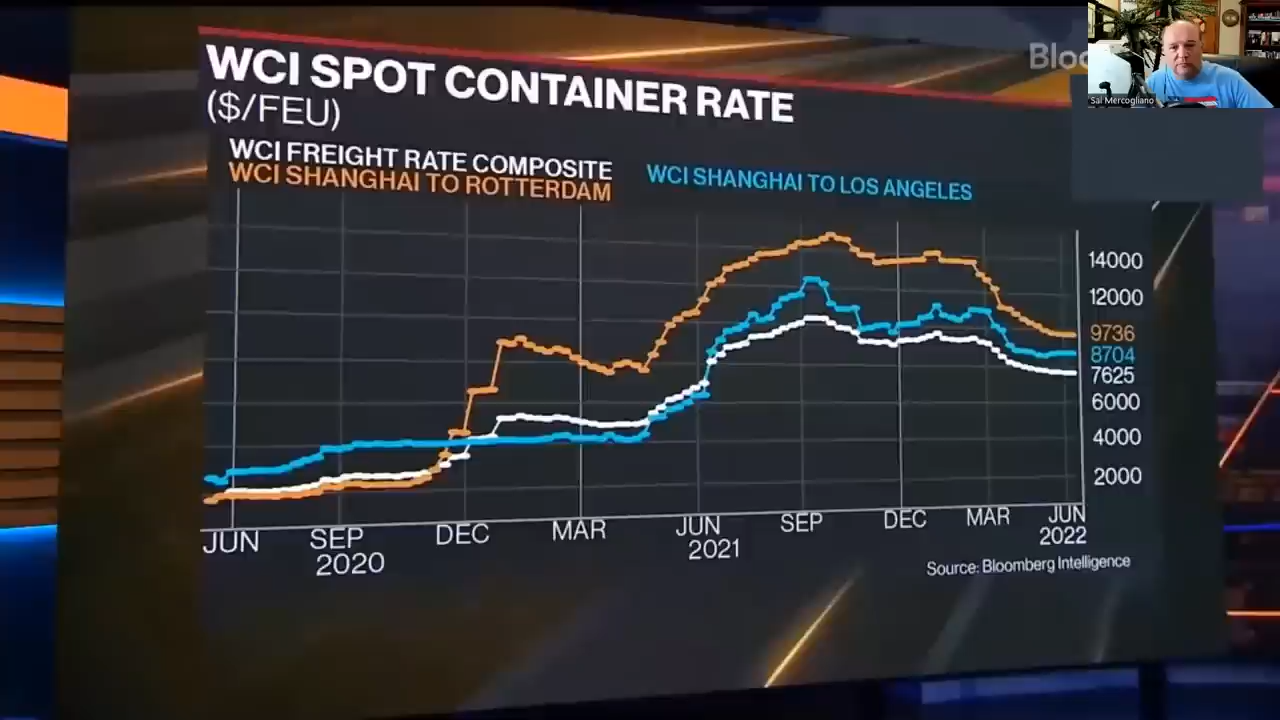 Bloo
Sal Mercogliano
WCI SPOT CONTAINER RATE
($/FEU)
WCI FREIGHT RATE COMPOSITE
WCI SHANGHAI TO ROTTERDAM
WCI SHANGHAI TO LOS ANGELES
14000
12000
9736
8704
7625
6000
4000
2000
JUN SEP DEC MAR JUN SEP DEC MAR JUN
2020 2021 2022
Source: Bloomberg Intelligence